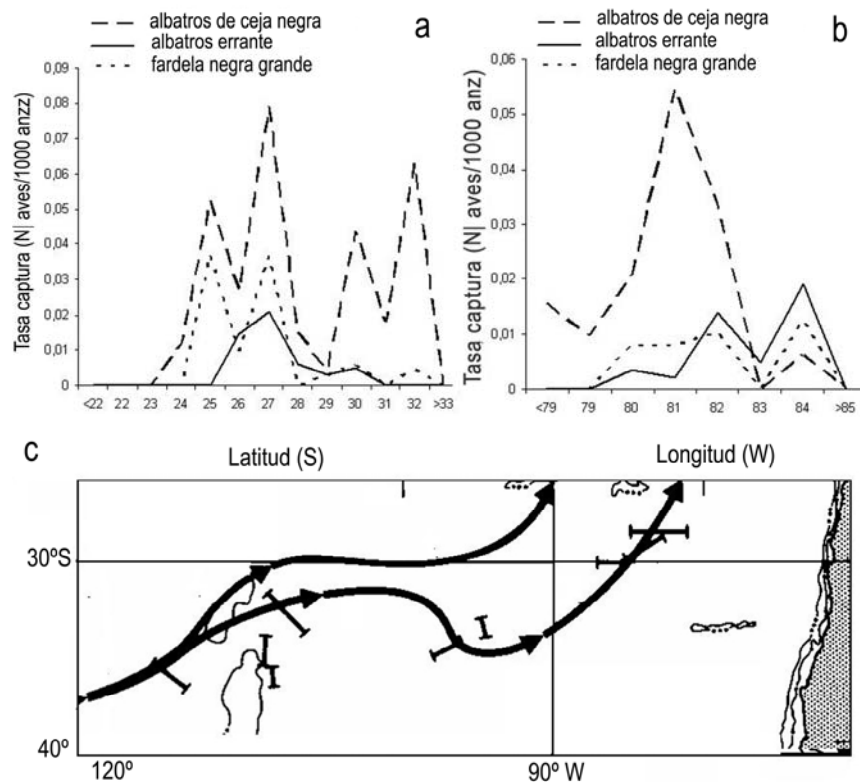 albatros de ceja negra
albatros errante
fardela negra grande
a
Tasa captura (N| aves/1000 anzz)
0,09
0,08
0,07
0,06
0,05
0,04
0,03
0,02
0,01
0
<22 22 23 24 25 26 27 28 29 30 31 32 >33
Latitud (S)
albatros de ceja negra
albatros errante
fardela negra grande
b
Tasa captura (N| aves/1000 anz)
0,06
0,05
0,04
0,03
0,02
0,01
0
<79 79 80 81 82 83 84 >85
Longitud (W)
c
30ºS
40º
120º
90º W